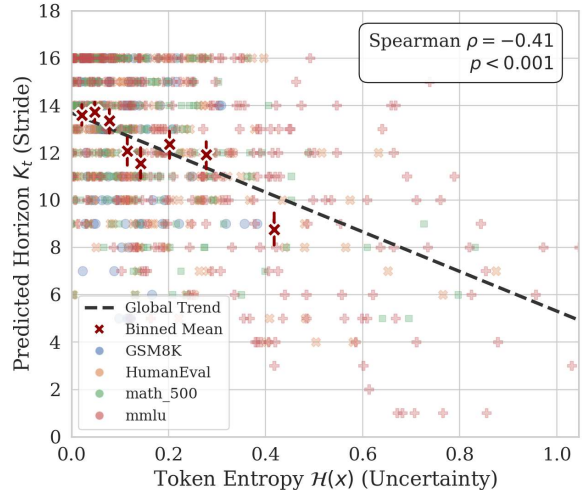 18
16
14
12
10
8
6
4
2
0
Predicted Horizon K_t (Stride)
Spearman ρ = −0.41
p < 0.001
Global Trend
Binned Mean
GSM8K
HumanEval
math_500
mmlu
0.0 0.2 0.4 0.6 0.8 1.0
Token Entropy ℋ(x) (Uncertainty)